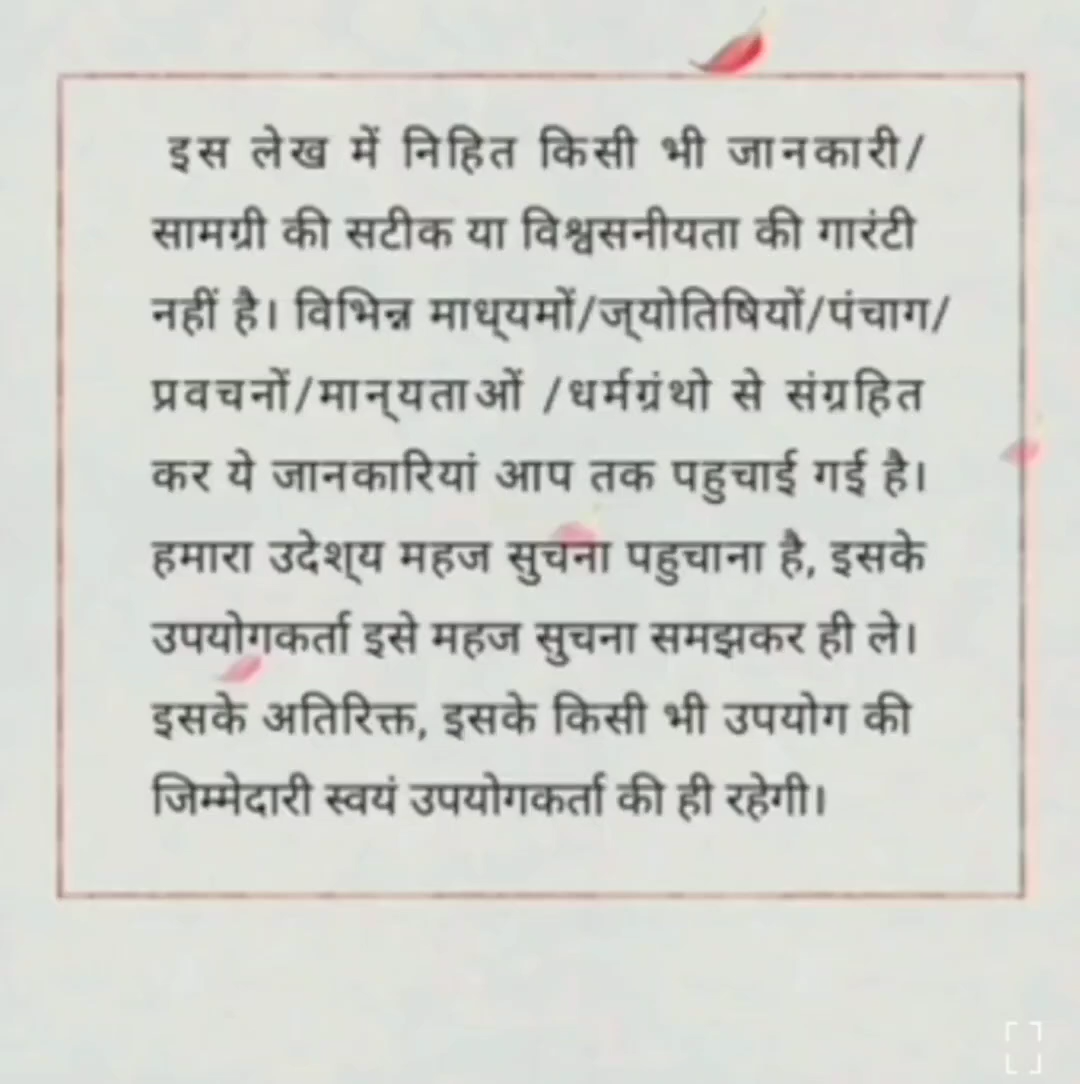 इस लेख में निहित किसी भी जानकारी/
सामग्री की सटीक या विश्वसनीयता की गारंटी
नहीं है। विभिन्न माध्‍यमों/ज्‍योतिषियों/पंचाग/
प्रवचनों/मान्‍यताओं /धर्मग्रंथो से संग्रहित
कर ये जानकारियां आप तक पहुचाई गई है।
हमारा उदेश्‍य महज सुचना पहुचाना है, इसके
उपयोगकर्ता इसे महज सुचना समझकर ही ले।
इसके अतिरिक्त, इसके किसी भी उपयोग की
जिम्मेदारी स्वयं उपयोगकर्ता की ही रहेगी।